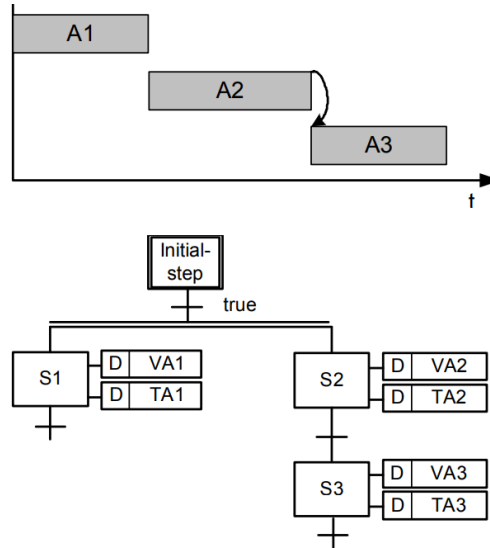 A1
A2
A3
t
Initial-
step
true
S1
D VA1
D TA1
S2
D VA2
D TA2
S3
D VA3
D TA3